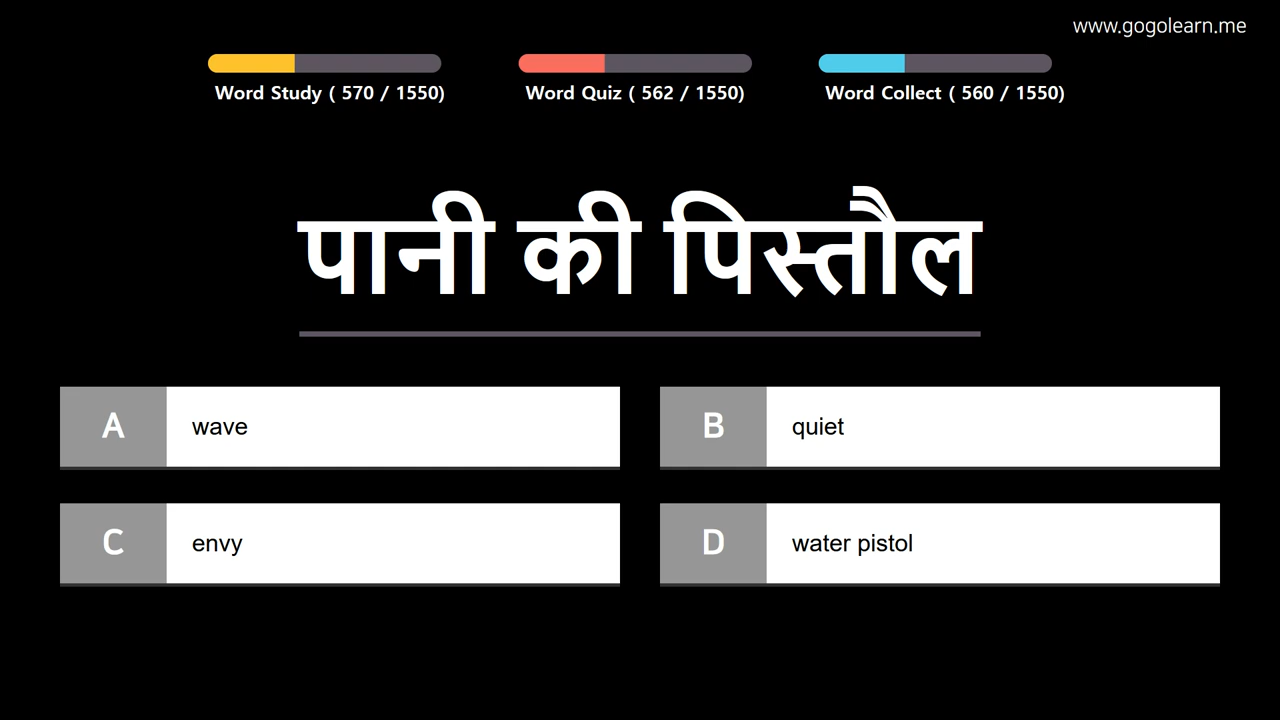 www.gogolearn.me
Word Study ( 570 / 1550)
Word Quiz ( 562 / 1550)
Word Collect ( 560 / 1550)
पानी की पिस्तौल
A wave
B quiet
C envy
D water pistol